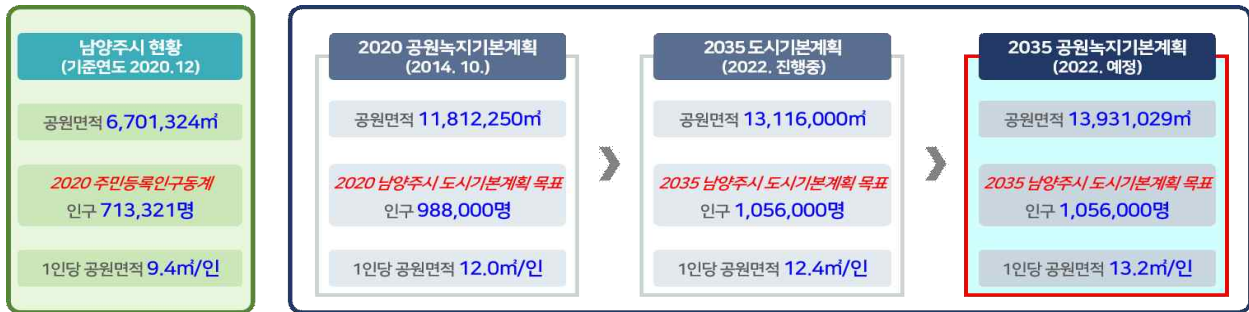 남양주시 현황
(기준연도 2020.12)
공원면적 6,701,324㎡
2020 주민등록인구통계
인구 713,321명
1인당 공원면적 9.4㎡/인
2020 공원녹지기본계획
(2014. 10.)
공원면적 11,812,250㎡
2020 남양주시 도시기본계획 목표
인구 988,000명
1인당 공원면적 12.0㎡/인
2035 도시기본계획
(2022. 진행중)
공원면적 13,116,000㎡
2035 남양주시 도시기본계획 목표
인구 1,056,000명
1인당 공원면적 12.4㎡/인
2035 공원녹지기본계획
(2022. 예정)
공원면적 13,931,029㎡
2035 남양주시 도시기본계획 목표
인구 1,056,000명
1인당 공원면적 13.2㎡/인